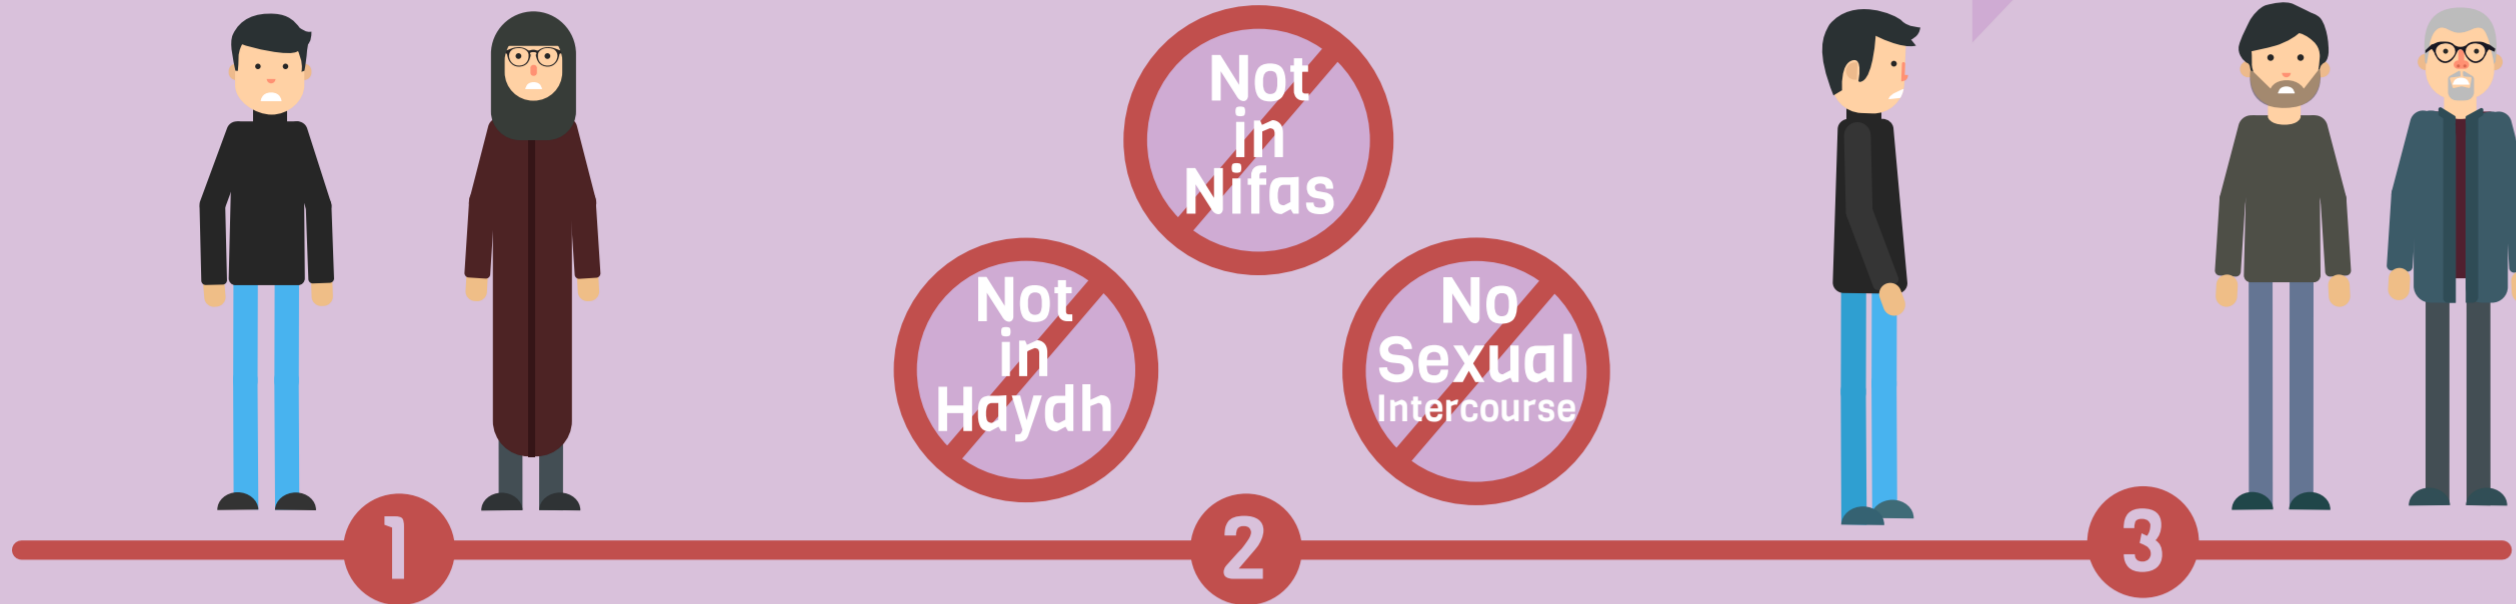 Not
in
Nifas
Not
in
Haydh
No
Sexual
Intercourse
1
2
3